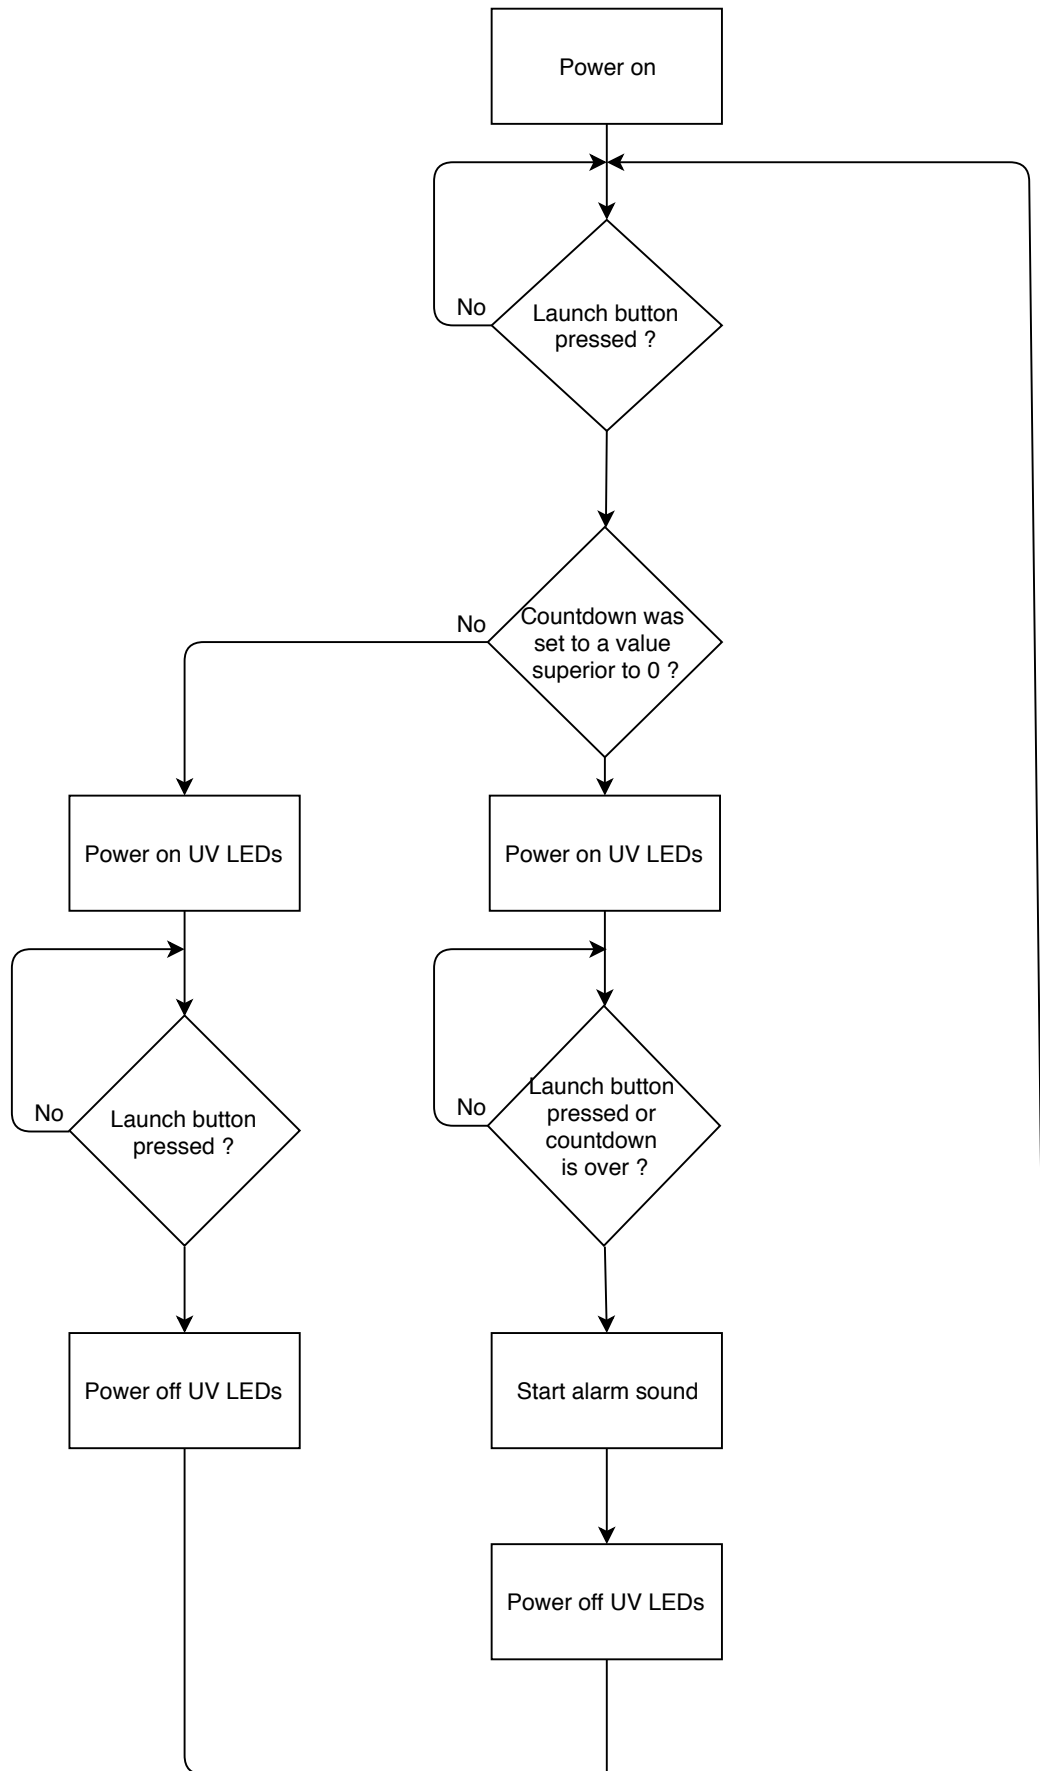 Power on
No
Launch button
pressed ?
No
Countdown was
set to a value
superior to 0 ?
Power on UV LEDs
Power on UV LEDs
No
Launch button
pressed ?
No
Launch button
pressed or
countdown
is over ?
Power off UV LEDs
Start alarm sound
Power off UV LEDs